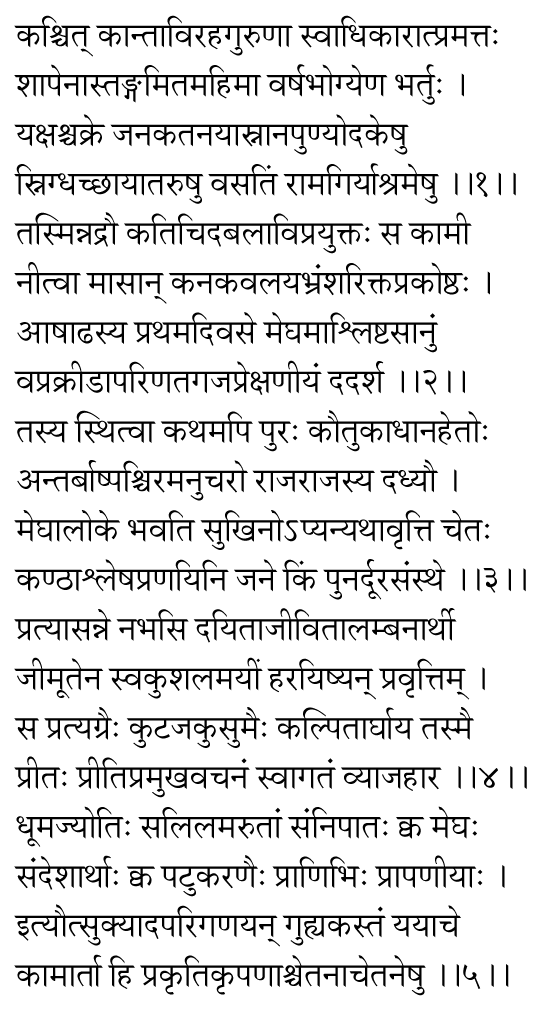 कश्चित् कान्ताविरहगुरुणा स्वाधिकारात्प्रमत्तः
शापेनास्तङ्गमितमहिमा वर्षभोग्येण भर्तुः ।
यक्षश्चक्रे जनकतनयास्नानपुण्योदकेषु
स्निग्धच्छायातरुषु वसतिं रामगिर्याश्रमेषु ।।१।।
तस्मिन्नद्रौ कतिचिदबलाविप्रयुक्तः स कामी
नीत्वा मासान् कनकवलयभ्रंशरिक्तप्रकोष्ठः ।
आषाढस्य प्रथमदिवसे मेघमाश्लिष्टसानुं
वप्रक्रीडापरिणतगजप्रेक्षणीयं ददर्श ।।२।।
तस्य स्थित्वा कथमपि पुरः कौतुकाधानहेतोः
अन्तर्बाष्पश्चिरमनुचरो राजराजस्य दध्यौ ।
मेघालोके भवति सुखिनोऽप्यन्यथावृत्ति चेतः
कण्ठाश्लेषप्रणयिनि जने किं पुनर्दूरसंस्थे ।।३।।
प्रत्यासन्ने नभसि दयिताजीवितालम्बनार्थी
जीमूतेन स्वकुशलमयीं हरयिष्यन् प्रवृत्तिम् ।
स प्रत्यग्रैः कुटजकुसुमैः कल्पितार्घाय तस्मै
प्रीतः प्रीतिप्रमुखवचनं स्वागतं व्याजहार ।।४।।
धूमज्योतिः सलिलमरुतां संनिपातः क्व मेघः
संदेशार्थाः क्व पटुकरणैः प्राणिभिः प्रापणीयाः ।
इत्यौत्सुक्यादपरिगणयन् गुह्यकस्तं ययाचे
कामार्ता हि प्रकृतिकृपणाश्चेतनाचेतनेषु ।।५।।